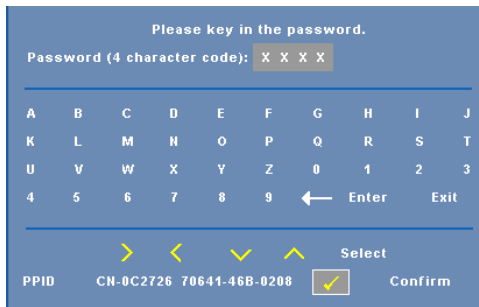 Please key in the password.
Password (4 character code): X X X X
A B C D E F G H I J
K L M N O P Q R S T
U V W X Y Z 0 1 2 3
4 5 6 7 8 9 ← Enter Exit
Select
PPID CN-0C2726 70641-46B-0208 ✓ Confirm